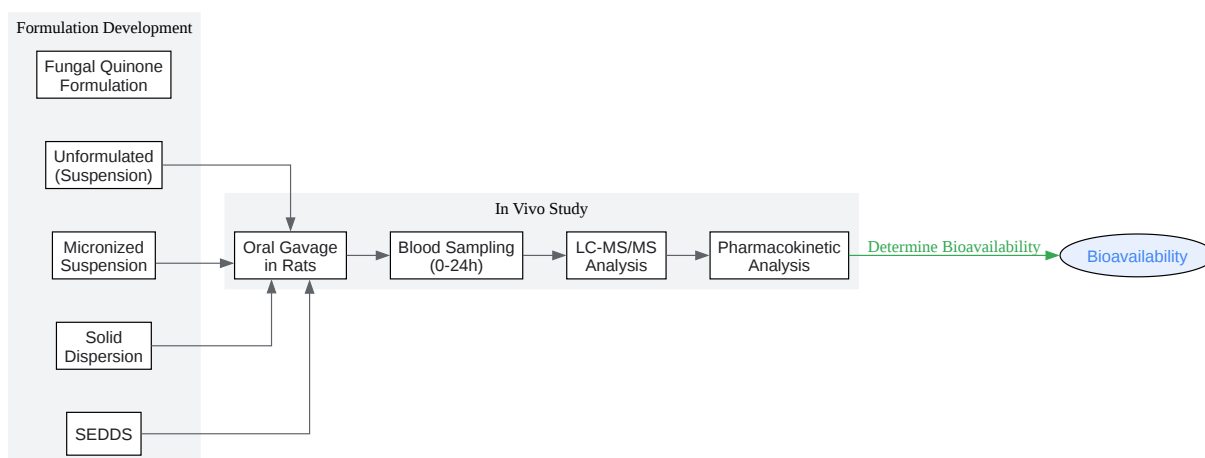 Formulation Development
Fungal Quinone
Formulation
Unformulated
(Suspension)
Micronized
Suspension
Solid
Dispersion
SEDDS
In Vivo Study
Oral Gavage
in Rats
Blood Sampling
(0-24h)
LC-MS/MS
Analysis
Pharmacokinetic
Analysis
Determine Bioavailability
Bioavailability